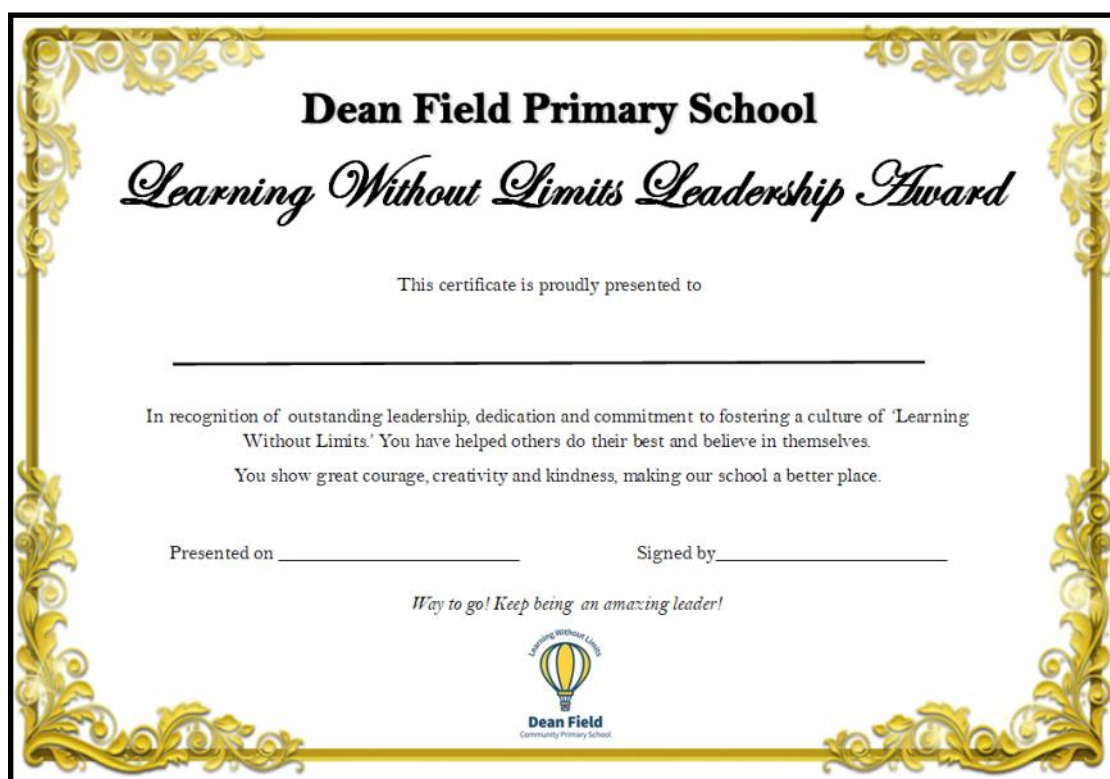 Dean Field Primary School
Learning Without Limits Leadership Award
This certificate is proudly presented to
In recognition of outstanding leadership, dedication and commitment to fostering a culture of ‘Learning
Without Limits.’ You have helped others do their best and believe in themselves.
You show great courage, creativity and kindness, making our school a better place.
Presented on Signed by
Way to go! Keep being an amazing leader!
Learning Without Limits
Dean Field
Community Primary School